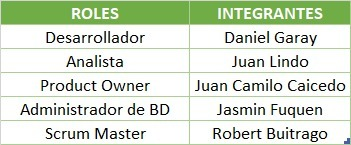 ROLES INTEGRANTES
Desarrollador Daniel Garay
Analista Juan Lindo
Product Owner Juan Camilo Caicedo
Administrador de BD Jasmin Fuquen
Scrum Master Robert Buitrago